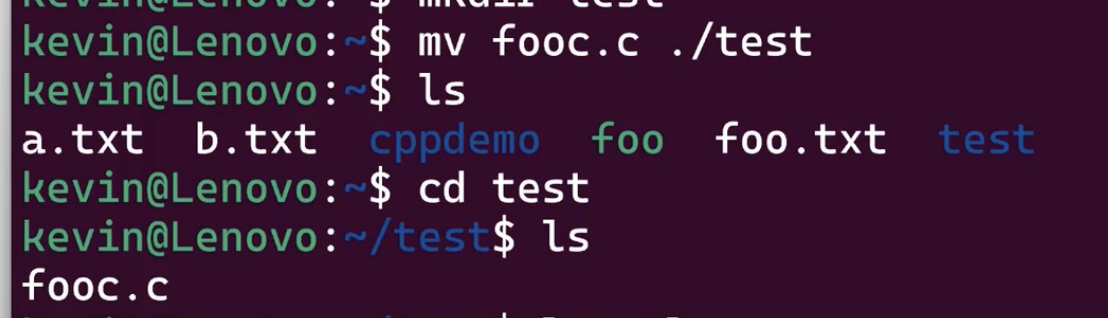 kevin@Lenovo:~$ mkdir test
kevin@Lenovo:~$ mv fooc.c ./test
kevin@Lenovo:~$ ls
a.txt  b.txt  cppdemo  foo  foo.txt  test
kevin@Lenovo:~$ cd test
kevin@Lenovo:~/test$ ls
fooc.c